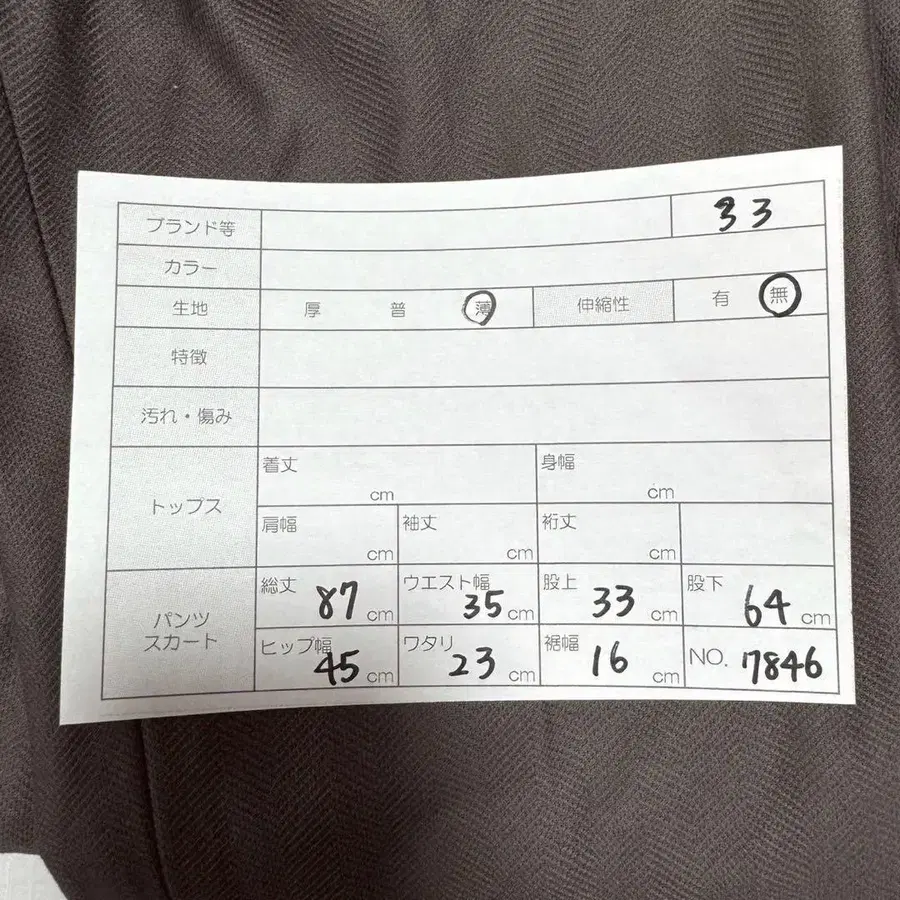 ブランド等 33
カラー
生地 厚 普 薄 伸縮性 有 無
特徴
汚れ・傷み
トップス
着丈 cm 身幅 cm
肩幅 cm 袖丈 cm 裄丈 cm
パンツ
スカート
総丈 87 cm ウエスト幅 35 cm 股上 33 cm 股下 64 cm
ヒップ幅 45 cm ワタリ 23 cm 裾幅 16 cm NO. 7846